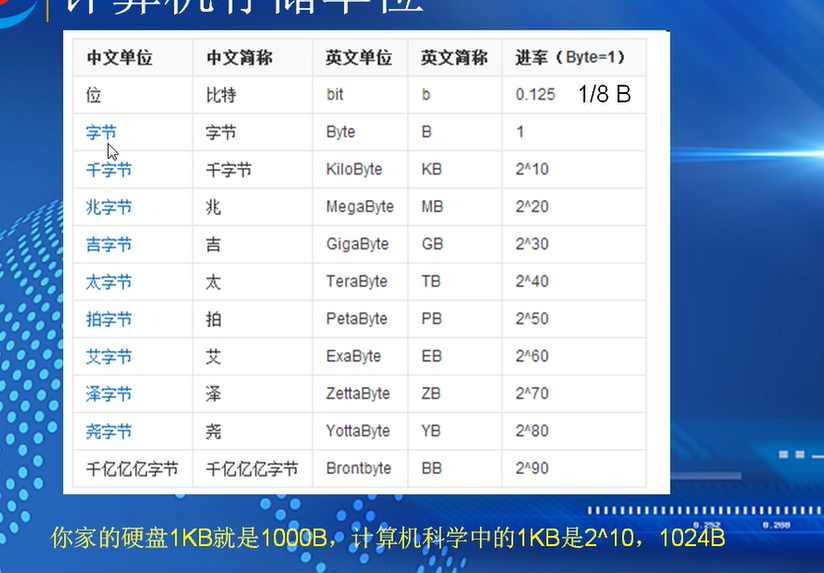 计算机存储单位
中文单位 中文简称 英文单位 英文简称 进率（Byte=1）
位 比特 bit b 0.125 1/8 B
字节 字节 Byte B 1
千字节 千字节 KiloByte KB 2^10
兆字节 兆 MegaByte MB 2^20
吉字节 吉 GigaByte GB 2^30
太字节 太 TeraByte TB 2^40
拍字节 拍 PetaByte PB 2^50
艾字节 艾 ExaByte EB 2^60
泽字节 泽 ZettaByte ZB 2^70
尧字节 尧 YottaByte YB 2^80
千亿亿亿字节 千亿亿亿字节 Brontbyte BB 2^90
0.252 0.288
你家的硬盘1KB就是1000B，计算机科学中的1KB是2^10，1024B